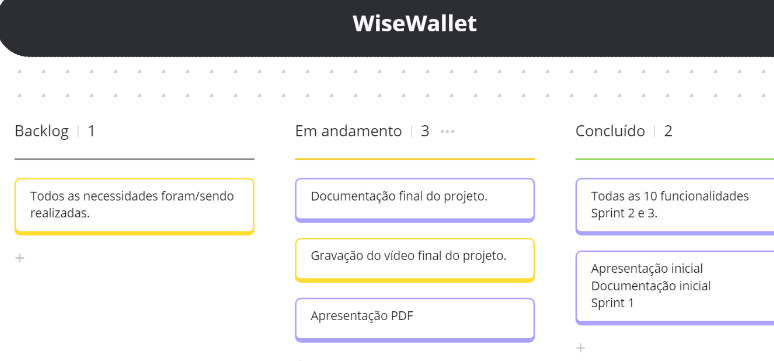 WiseWallet
Backlog | 1
Todos as necessidades foram/sendo
realizadas.
+
Em andamento | 3 ···
Documentação final do projeto.
Gravação do vídeo final do projeto.
Apresentação PDF
Concluído | 2
Todas as 10 funcionalidades
Sprint 2 e 3.
Apresentação inicial
Documentação inicial
Sprint 1
+